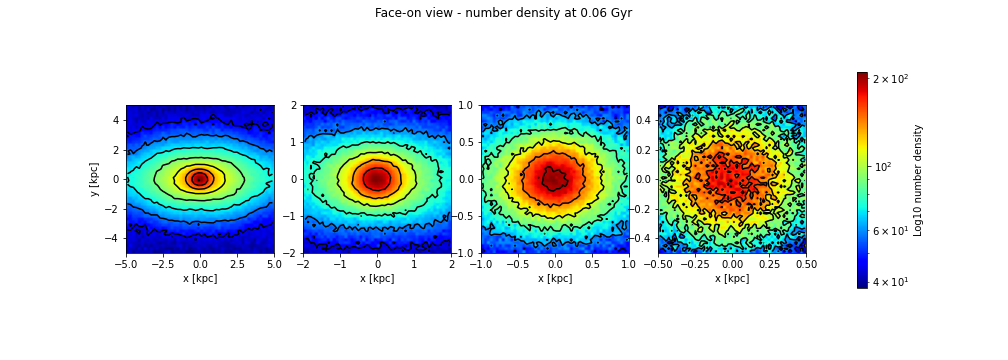 Face-on view - number density at 0.06 Gyr
y [kpc]
4
2
0
−2
−4
−5.0 −2.5 0.0 2.5 5.0
x [kpc]
2
1
0
−1
−2
−2 −1 0 1 2
x [kpc]
1.0
0.5
0.0
−0.5
−1.0
−1.0 −0.5 0.0 0.5 1.0
x [kpc]
0.4
0.2
0.0
−0.2
−0.4
−0.50 −0.25 0.00 0.25 0.50
x [kpc]
2 × 10²
10²
6 × 10¹
4 × 10¹
Log10 number density